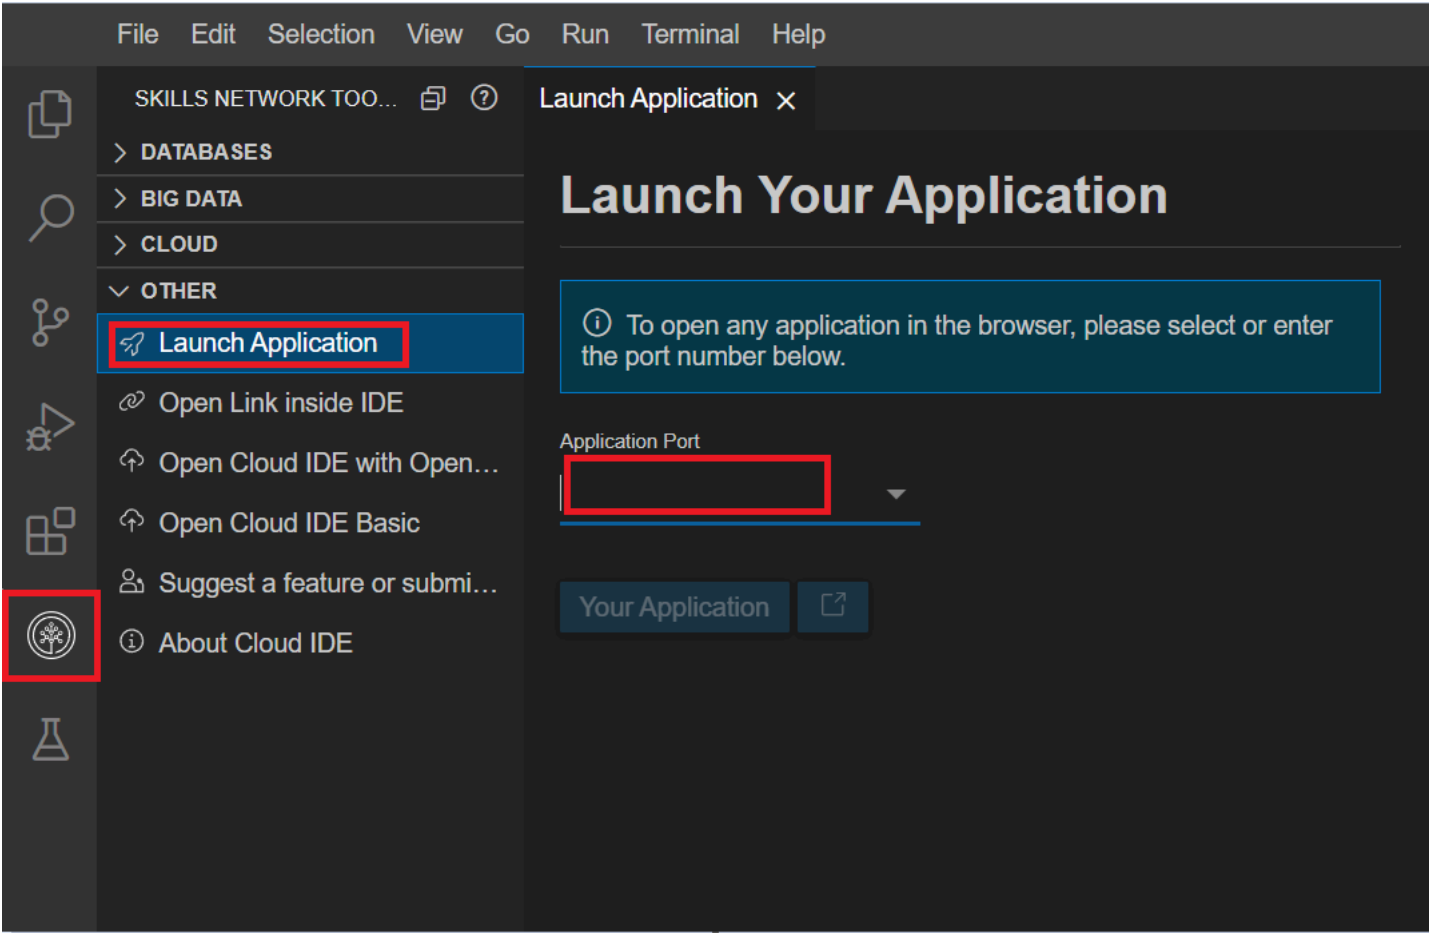 File Edit Selection View Go Run Terminal Help
SKILLS NETWORK TOO...
Launch Application
DATABASES
BIG DATA
CLOUD
OTHER
Launch Application
Open Link inside IDE
Open Cloud IDE with Open...
Open Cloud IDE Basic
Suggest a feature or submi...
About Cloud IDE
Launch Your Application
To open any application in the browser, please select or enter
the port number below.
Application Port
Your Application